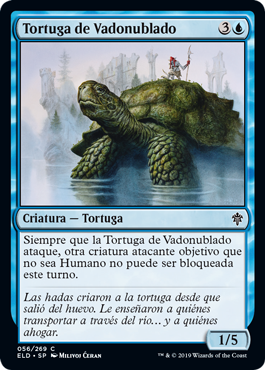 Tortuga de Vadonublado 3
Criatura — Tortuga
Siempre que la Tortuga de Vadonublado
ataque, otra criatura atacante objetivo que
no sea Humano no puede ser bloqueada
este turno.
Las hadas criaron a la tortuga desde que
salió del huevo. Le enseñaron a quiénes
transportar a través del río... y a quiénes
ahogar.
1/5
056/269 C
ELD • SP MILIVOJ ĆERAN
™ & © 2019 Wizards of the Coast